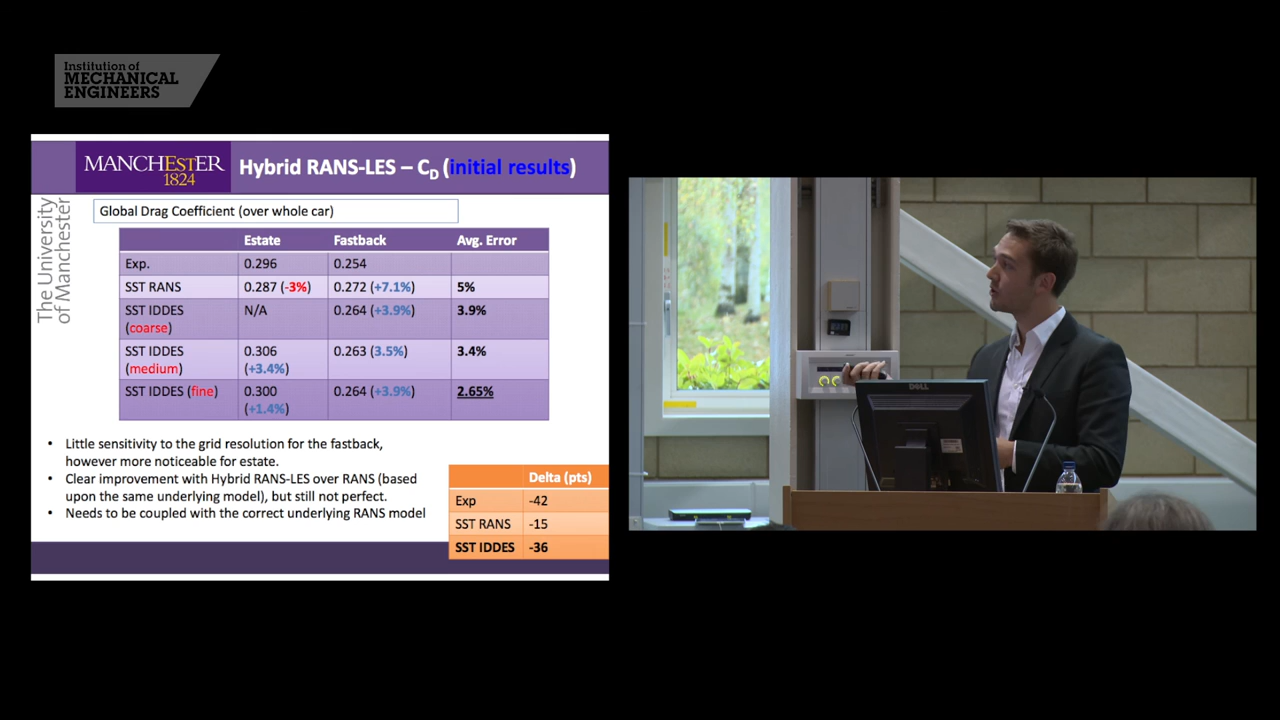 Institution of
MECHANICAL
ENGINEERS
MANCHESTER
1824
The University
of Manchester
Hybrid RANS-LES – CD (initial results)
Global Drag Coefficient (over whole car)
Estate Fastback Avg. Error
Exp. 0.296 0.254
SST RANS 0.287 (-3%) 0.272 (+7.1%) 5%
SST IDDES N/A 0.264 (+3.9%) 3.9%
(coarse)
SST IDDES 0.306 0.263 (3.5%) 3.4%
(medium) (+3.4%)
SST IDDES (fine) 0.300 0.264 (+3.9%) 2.65%
(+1.4%)
• Little sensitivity to the grid resolution for the fastback,
however more noticeable for estate.
• Clear improvement with Hybrid RANS-LES over RANS (based
upon the same underlying model), but still not perfect.
• Needs to be coupled with the correct underlying RANS model
Delta (pts)
Exp -42
SST RANS -15
SST IDDES -36
DELL